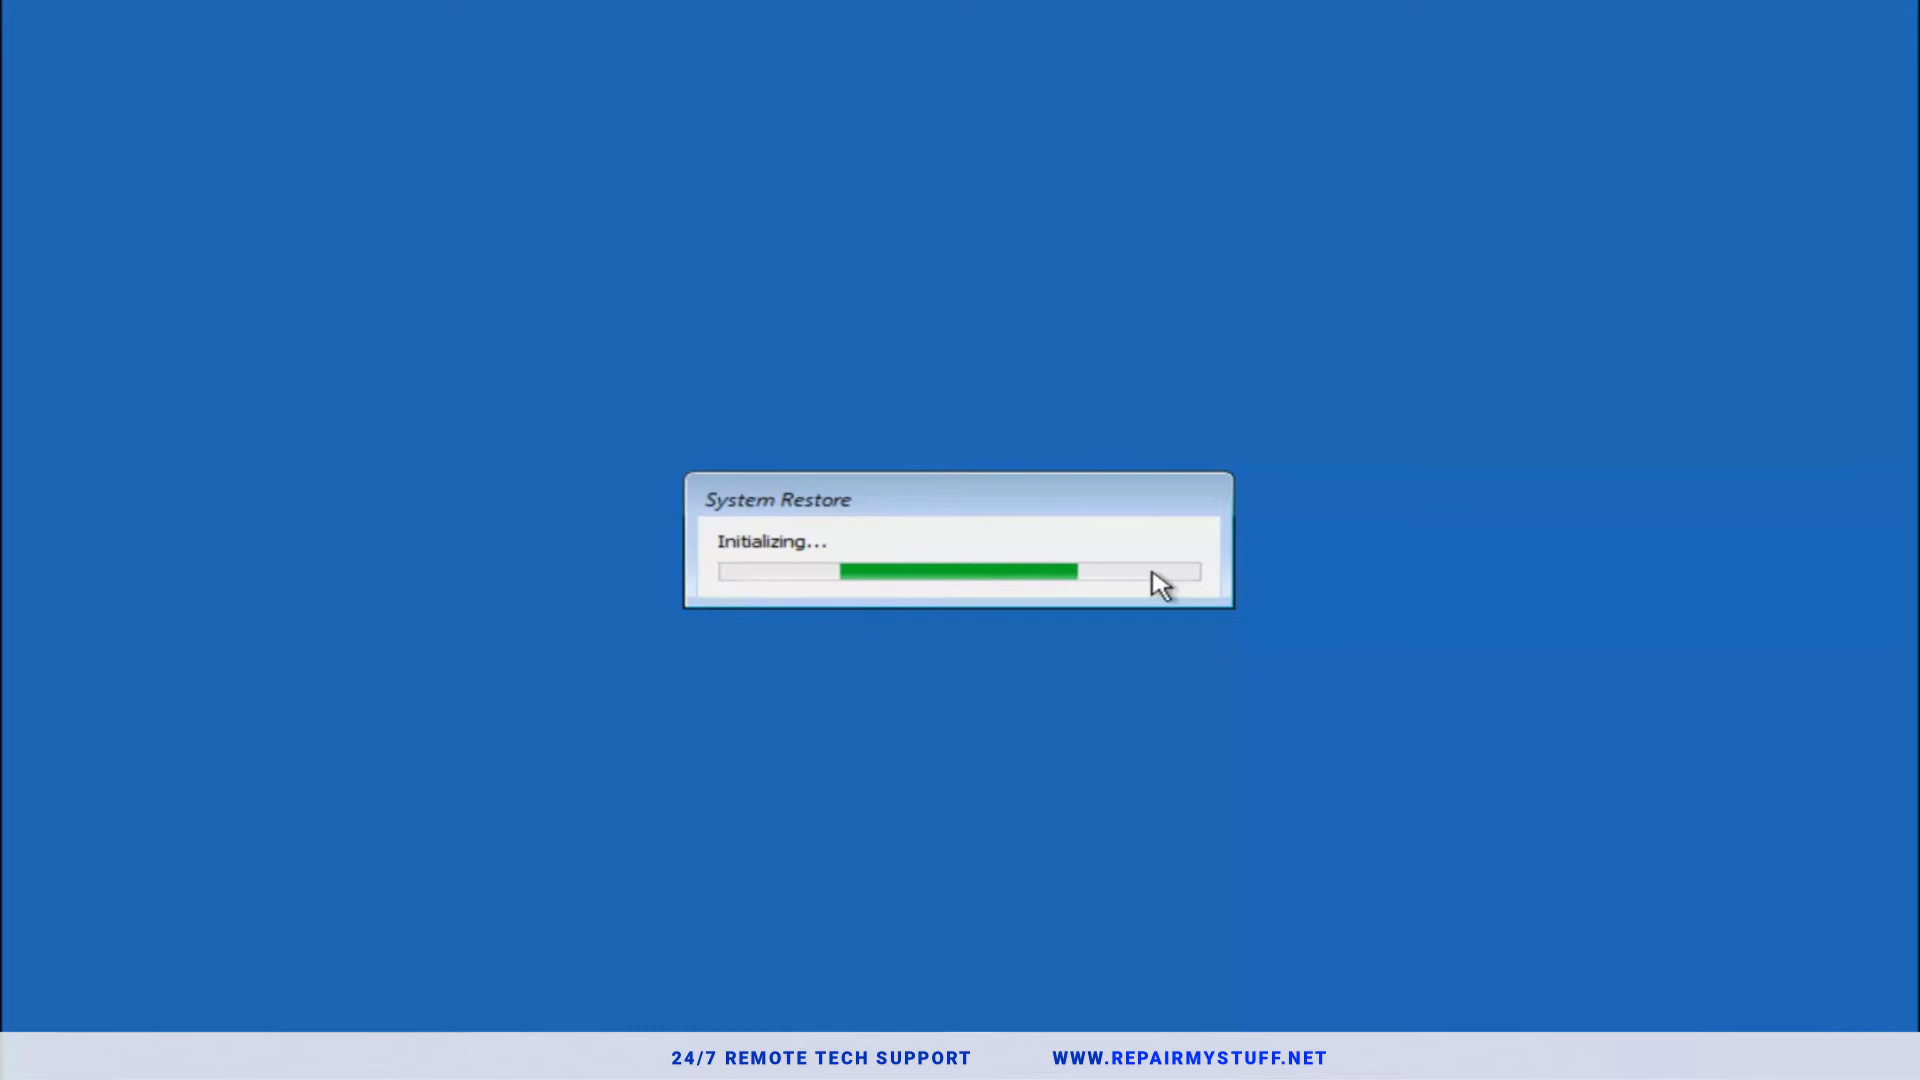 System Restore
Initializing...
24/7 REMOTE TECH SUPPORT WWW.REPAIRMYSTUFF.NET